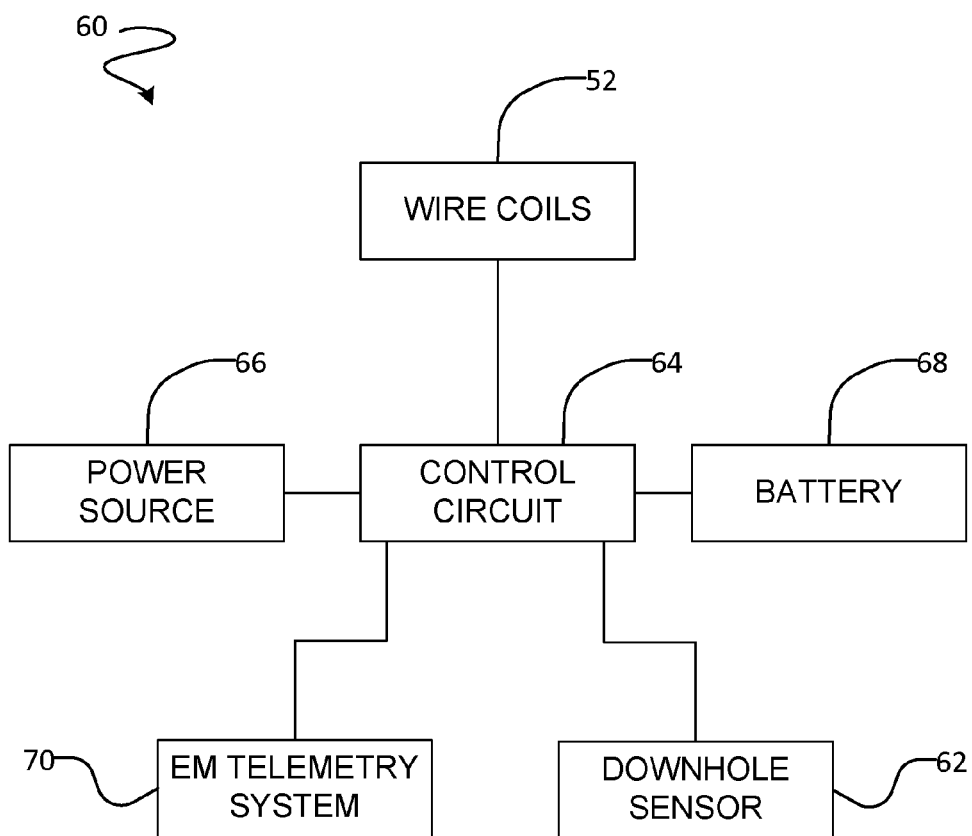 60
52
WIRE COILS
66
64
68
POWER
SOURCE
CONTROL
CIRCUIT
BATTERY
70
EM TELEMETRY
SYSTEM
DOWNHOLE
SENSOR
62